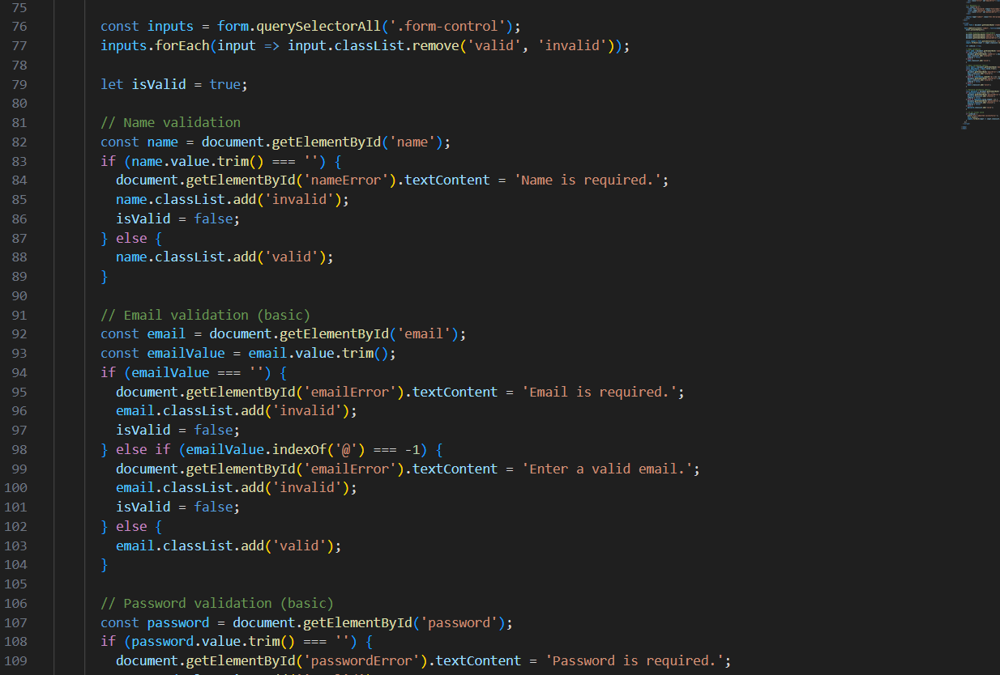 75
76 const inputs = form.querySelectorAll('.form-control');
77 inputs.forEach(input => input.classList.remove('valid', 'invalid'));
78
79 let isValid = true;
80
81 // Name validation
82 const name = document.getElementById('name');
83 if (name.value.trim() === '') {
84 document.getElementById('nameError').textContent = 'Name is required.';
85 name.classList.add('invalid');
86 isValid = false;
87 } else {
88 name.classList.add('valid');
89 }
90
91 // Email validation (basic)
92 const email = document.getElementById('email');
93 const emailValue = email.value.trim();
94 if (emailValue === '') {
95 document.getElementById('emailError').textContent = 'Email is required.';
96 email.classList.add('invalid');
97 isValid = false;
98 } else if (emailValue.indexOf('@') === -1) {
99 document.getElementById('emailError').textContent = 'Enter a valid email.';
100 email.classList.add('invalid');
101 isValid = false;
102 } else {
103 email.classList.add('valid');
104 }
105
106 // Password validation (basic)
107 const password = document.getElementById('password');
108 if (password.value.trim() === '') {
109 document.getElementById('passwordError').textContent = 'Password is required.';